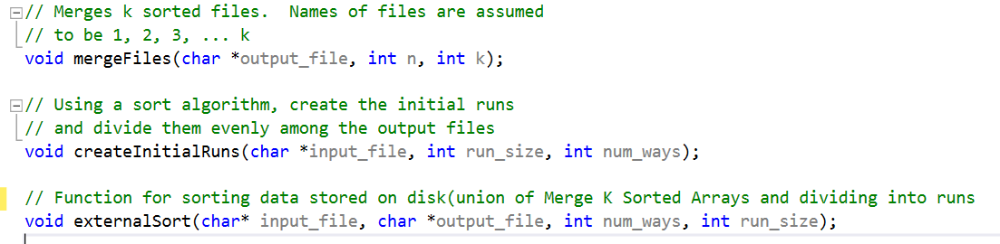 // Merges k sorted files.  Names of files are assumed
// to be 1, 2, 3, ... k
void mergeFiles(char *output_file, int n, int k);
// Using a sort algorithm, create the initial runs
// and divide them evenly among the output files
void createInitialRuns(char *input_file, int run_size, int num_ways);
// Function for sorting data stored on disk(union of Merge K Sorted Arrays and dividing into runs
void externalSort(char* input_file, char *output_file, int num_ways, int run_size);